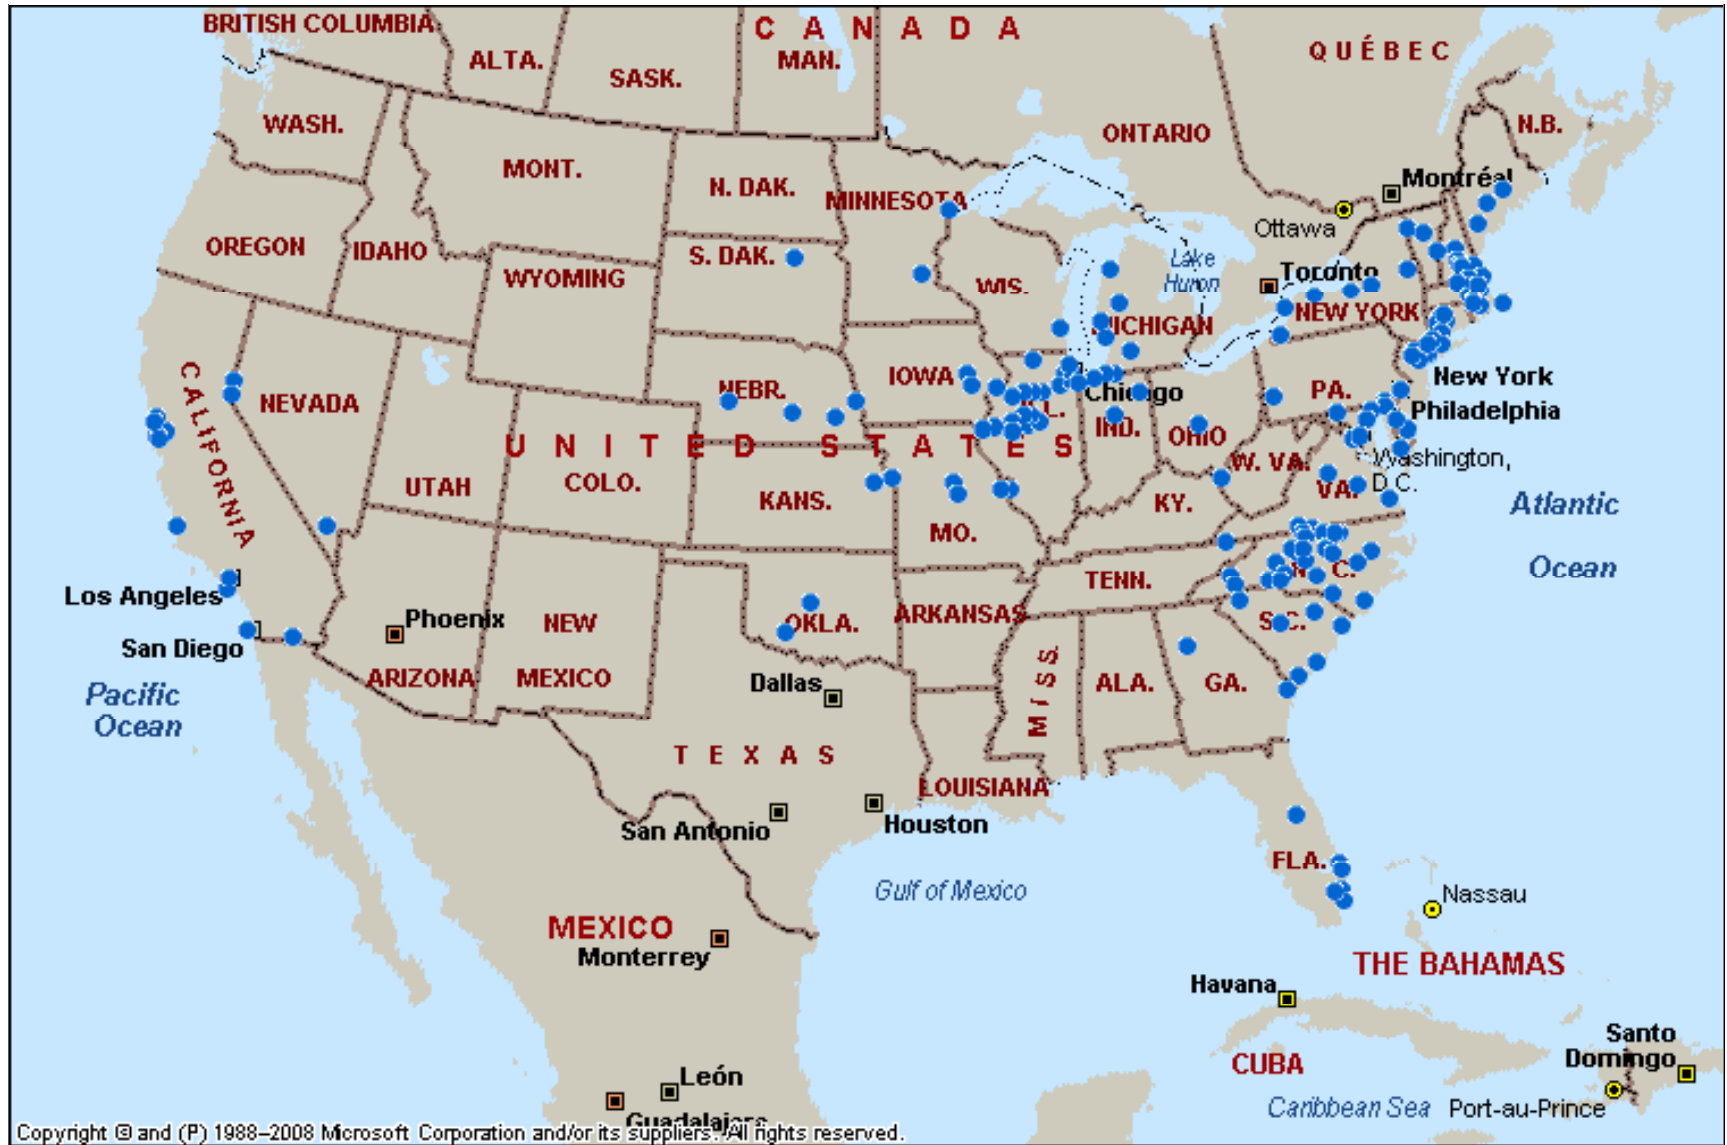 BRITISH COLUMBIA
C A N A D A
ALTA.
SASK.
MAN.
QUÉBEC
WASH.
ONTARIO
N.B.
MONT.
N. DAK.
MINNESOTA
Montréal
Ottawa
OREGON
IDAHO
S. DAK.
WYOMING
WIS.
Lake
Huron
Toronto
NEW YORK
MICHIGAN
CALIFORNIA
NEVADA
NEBR.
IOWA
Chicago
PA.
New York
Philadelphia
IND.
OHIO
UNITED STATES
UTAH
COLO.
KANS.
MO.
W. VA.
VA.
Washington,
D.C.
KY.
Atlantic
Ocean
Los Angeles
San Diego
Phoenix
ARIZONA
NEW
MEXICO
OKLA.
ARKANSAS
TENN.
N. C.
S.C.
Pacific
Ocean
Dallas
MISS.
ALA.
GA.
TEXAS
LOUISIANA
San Antonio
Houston
FLA.
Gulf of Mexico
Nassau
MEXICO
Monterrey
THE BAHAMAS
Havana
CUBA
Santo
Domingo
León
Guadalajara
Caribbean Sea
Port-au-Prince
Copyright © and (P) 1988–2008 Microsoft Corporation and/or its suppliers. All rights reserved.